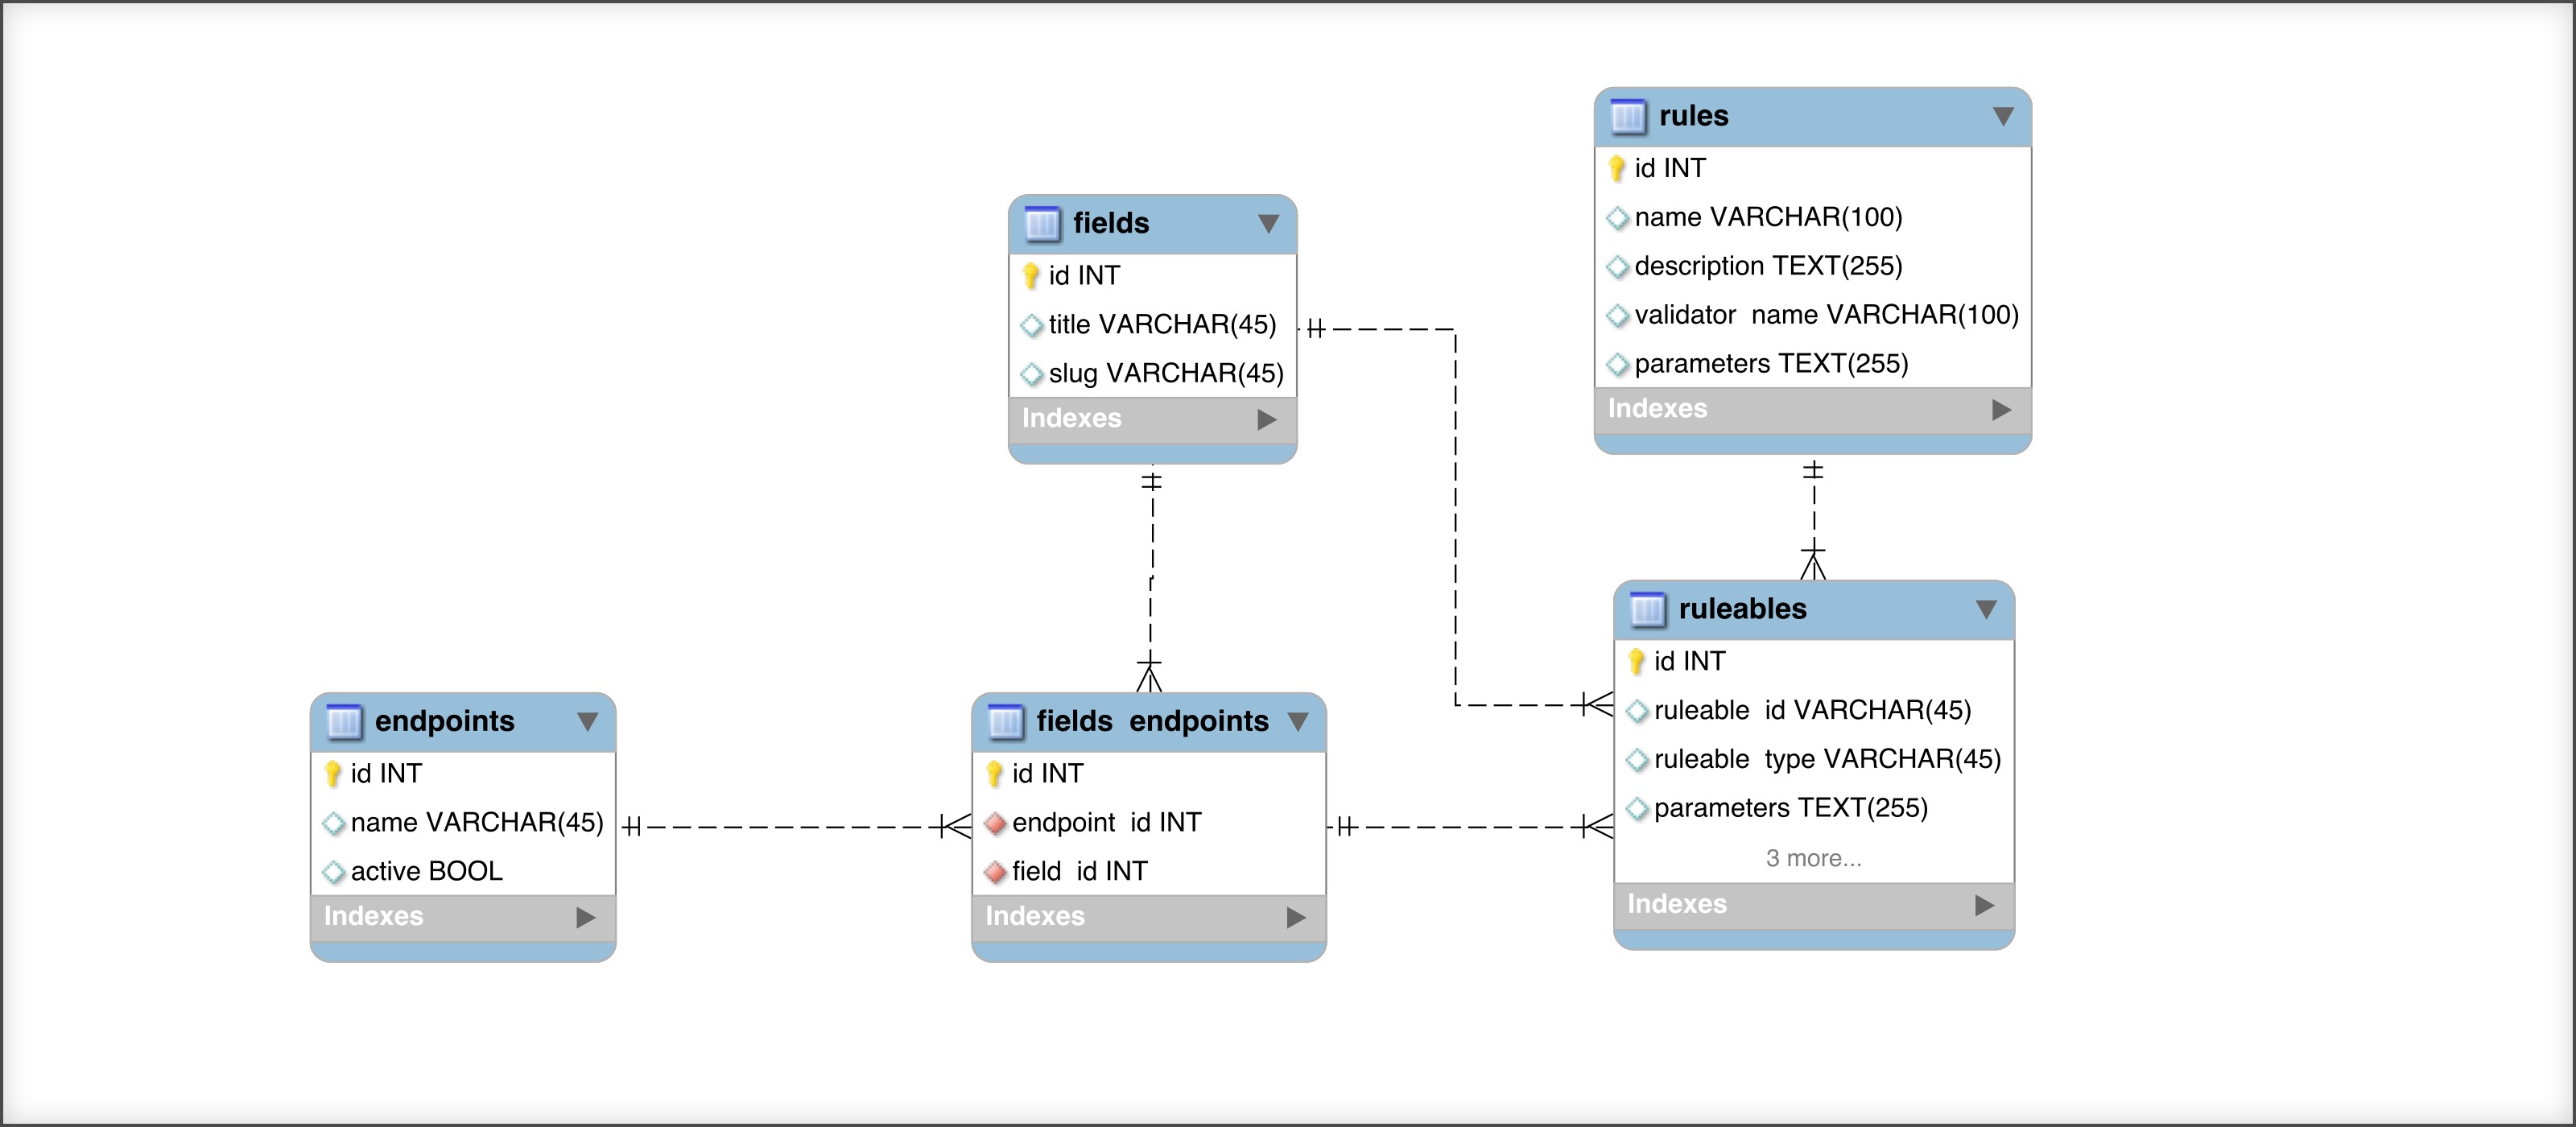 rules
id INT
name VARCHAR(100)
description TEXT(255)
validator name VARCHAR(100)
parameters TEXT(255)
Indexes
fields
id INT
title VARCHAR(45)
slug VARCHAR(45)
Indexes
ruleables
id INT
ruleable id VARCHAR(45)
ruleable type VARCHAR(45)
parameters TEXT(255)
3 more...
Indexes
endpoints
id INT
name VARCHAR(45)
active BOOL
Indexes
fields endpoints
id INT
endpoint id INT
field id INT
Indexes